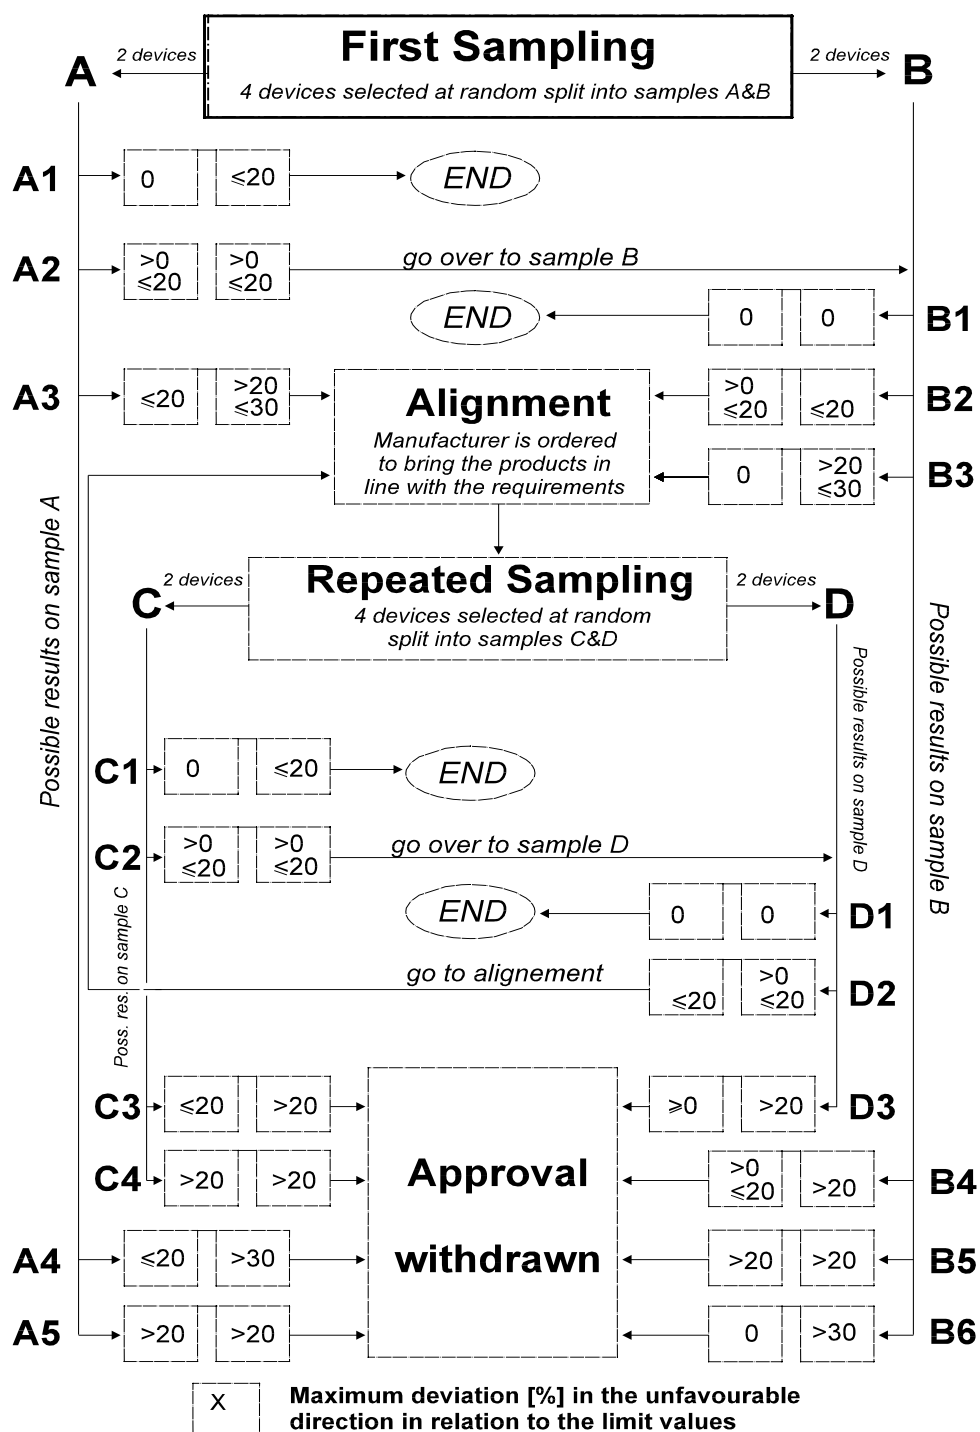 First Sampling
4 devices selected at random split into samples A&B
A
2 devices
2 devices
B
A1
0
≤20
END
A2
>0
≤20
>0
≤20
go over to sample B
END
0
0
B1
A3
≤20
>20
≤30
Alignment
Manufacturer is ordered
to bring the products in
line with the requirements
>0
≤20
≤20
B2
0
>20
≤30
B3
Possible results on sample A
Repeated Sampling
4 devices selected at random
split into samples C&D
C
2 devices
2 devices
D
Possible results on sample D
Possible results on sample B
C1
0
≤20
END
C2
>0
≤20
>0
≤20
go over to sample D
END
0
0
D1
Poss. res. on sample C
go to alignement
≤20
>0
≤20
D2
C3
≤20
>20
Approval
withdrawn
≥0
>20
D3
C4
>20
>20
>0
≤20
>20
B4
A4
≤20
>30
>20
>20
B5
A5
>20
>20
0
>30
B6
X
Maximum deviation [%] in the unfavourable
direction in relation to the limit values